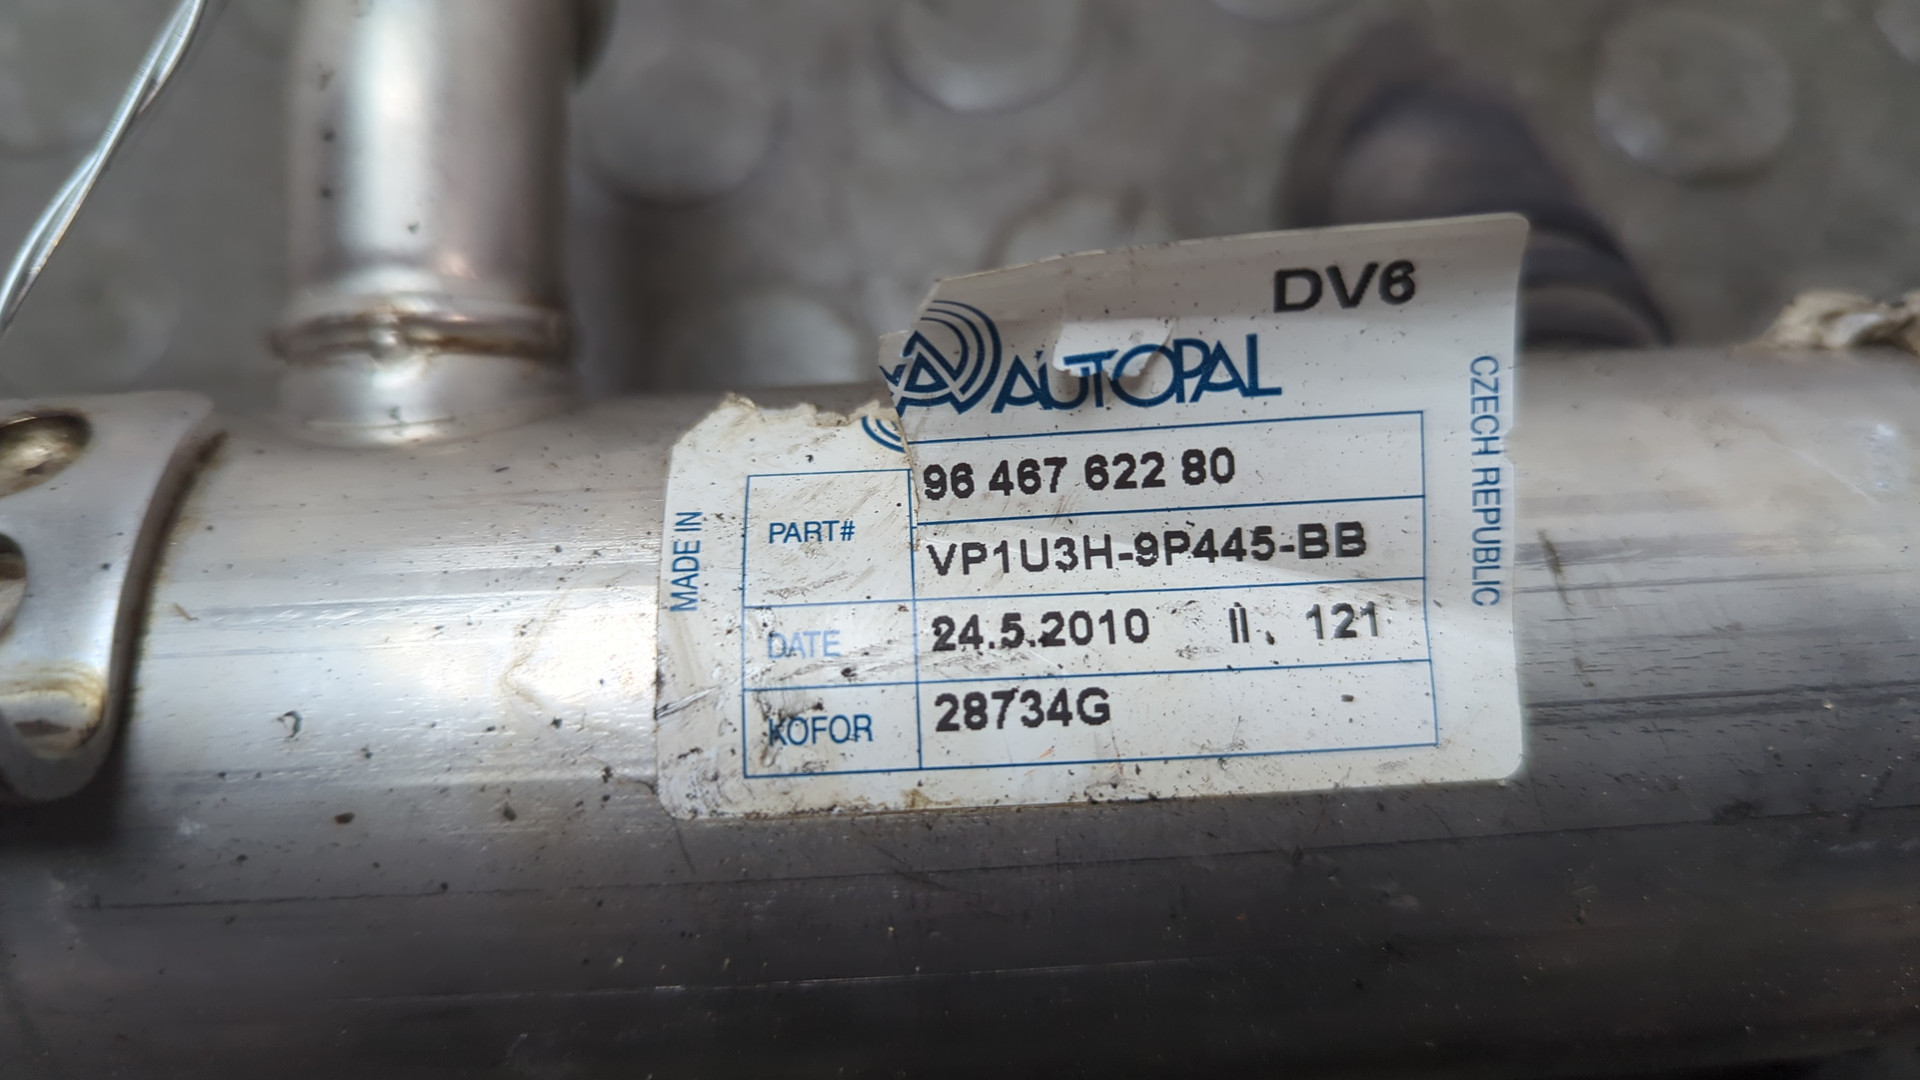 DV6
AUTOPAL
MADE IN
CZECH REPUBLIC
PART#
96 467 622 80
VP1U3H-9P445-BB
DATE
24.5.2010 II. 121
KOFOR
28734G